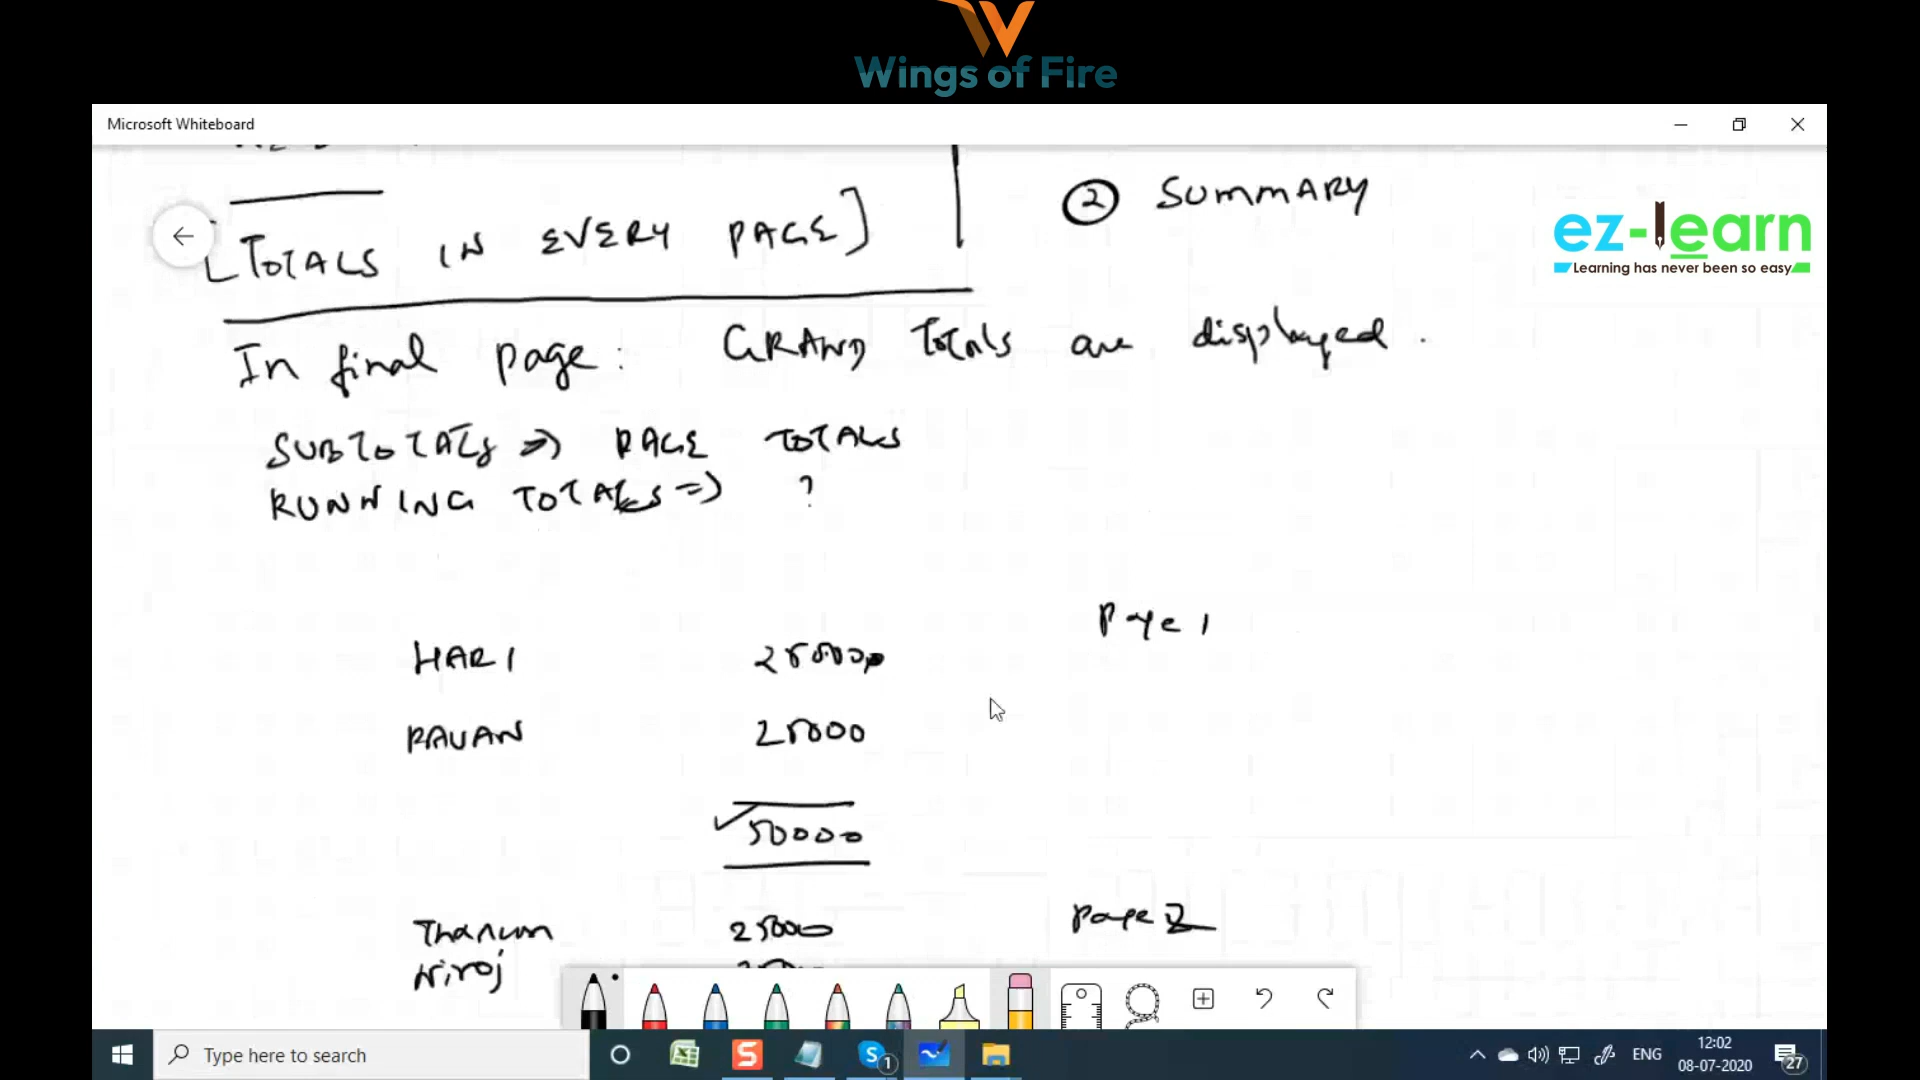 Wings of Fire
Microsoft Whiteboard
② SUMMARY
ez-learn
Learning has never been so easy
[TOTALS IN EVERY PAGE]
In final page: GRAND Totals are displayed.
SUBTOTALS => PAGE TOTALS
RUNNING TOTALS => ?
Page 1
HARI 25000
PAVAN 25000
50000
Tharun 25000 page 2
Niroj
Type here to search
1
ENG
12:02
08-07-2020
27